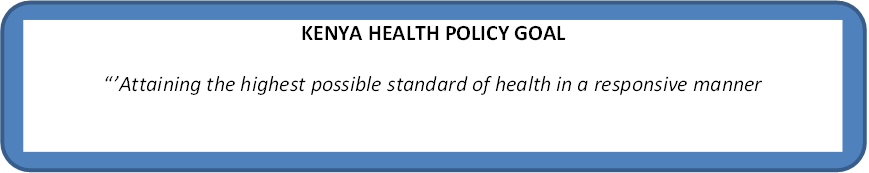 KENYA HEALTH POLICY GOAL
“’Attaining the highest possible standard of health in a responsive manner